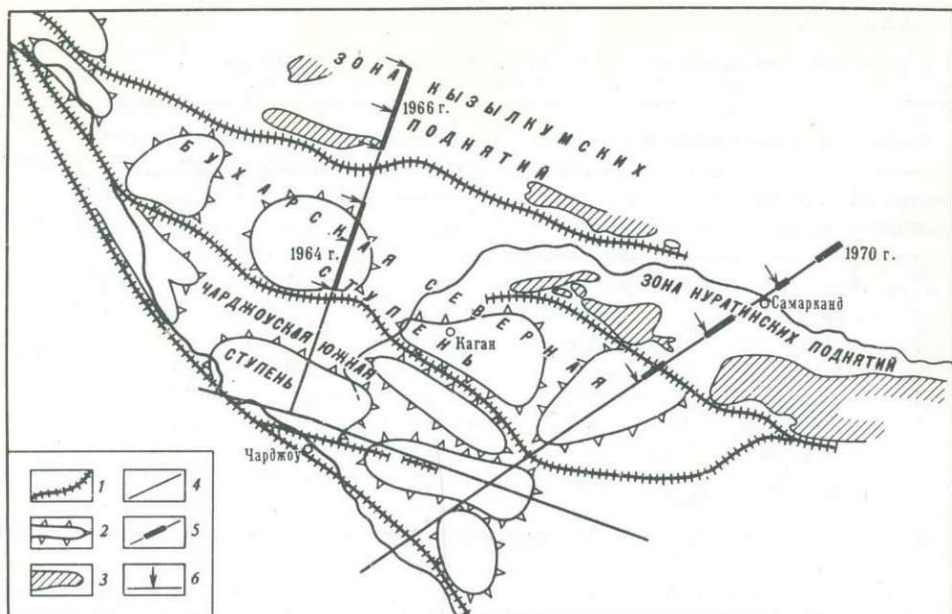 ЗОНА
КЫЗЫЛКУМСКИХ
ПОДНЯТИЙ
1966 г.
БУХАРСКАЯ
СТУПЕНЬ
1964 г.
СЕВЕРНАЯ
1970 г.
ЗОНА НУРАТИНСКИХ ПОДНЯТИЙ
Самарканд
Каган
ЧАРДЖОУСКАЯ ЮЖНАЯ
СТУПЕНЬ
Чарджоу
1 4
2 5
3 6